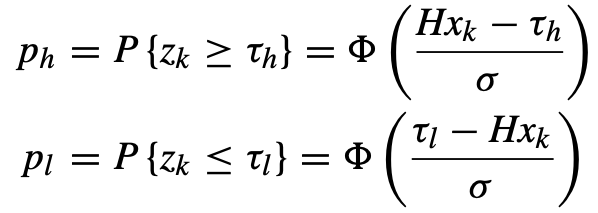 p_h = P {z_k ≥ τ_h} = Φ ( (Hx_k − τ_h) / σ )
p_l = P {z_k ≤ τ_l} = Φ ( (τ_l − Hx_k) / σ )